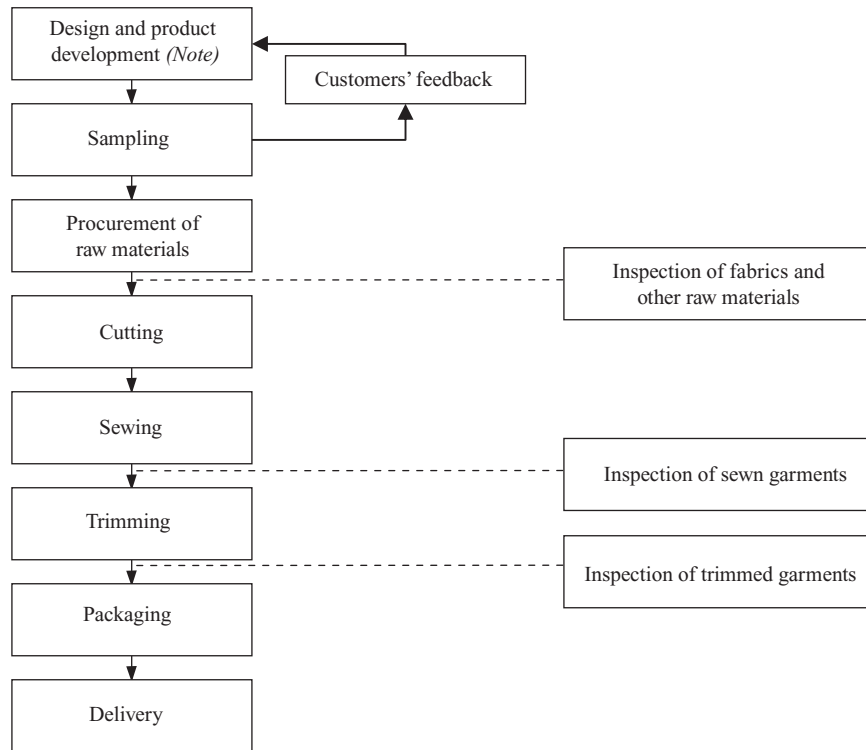 Design and product
development (Note)
Customers' feedback
Sampling
Procurement of
raw materials
Inspection of fabrics and
other raw materials
Cutting
Sewing
Inspection of sewn garments
Trimming
Inspection of trimmed garments
Packaging
Delivery